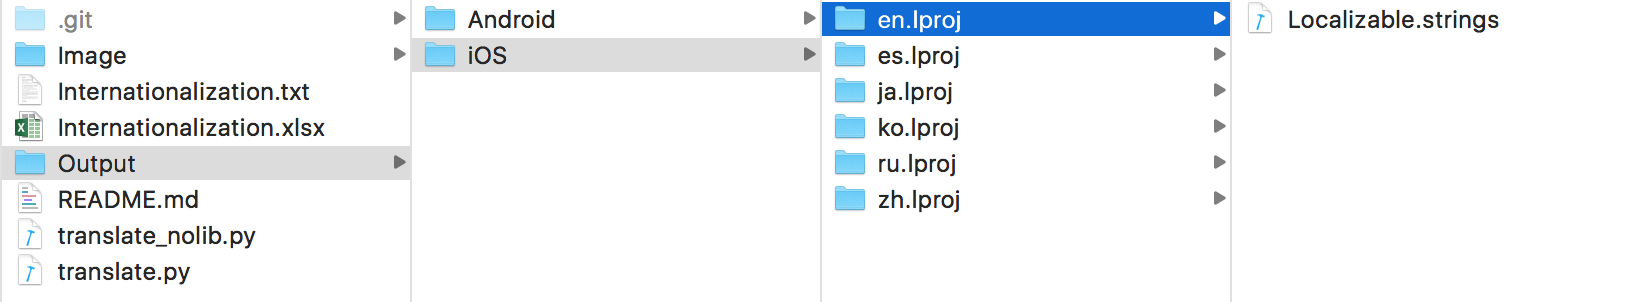 .git
Image
Internationalization.txt
Internationalization.xlsx
Output
README.md
translate_nolib.py
translate.py
Android
iOS
en.lproj
es.lproj
ja.lproj
ko.lproj
ru.lproj
zh.lproj
Localizable.strings